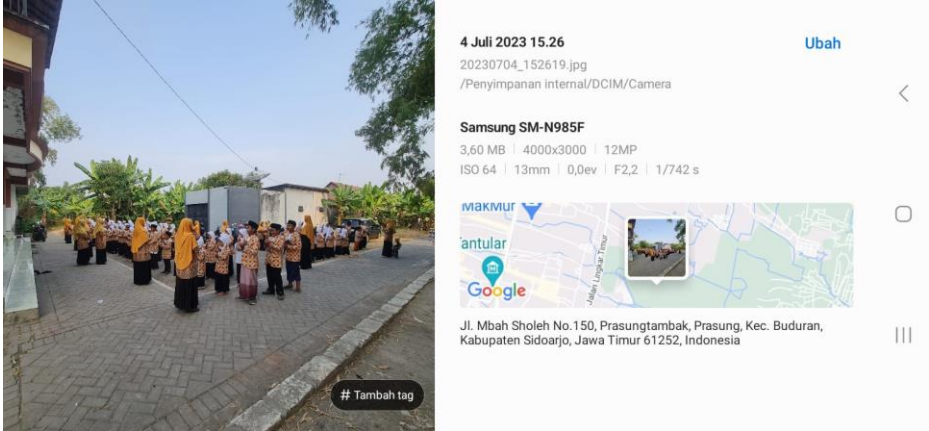 # Tambah tag
4 Juli 2023 15.26
Ubah
20230704_152619.jpg
/Penyimpanan internal/DCIM/Camera
Samsung SM-N985F
3,60 MB | 4000x3000 | 12MP
ISO 64 | 13mm | 0,0ev | F2,2 | 1/742 s
Makmur
antular
Jalan Lingkar Timur
Google
Jl. Mbah Sholeh No.150, Prasungtambak, Prasung, Kec. Buduran,
Kabupaten Sidoarjo, Jawa Timur 61252, Indonesia